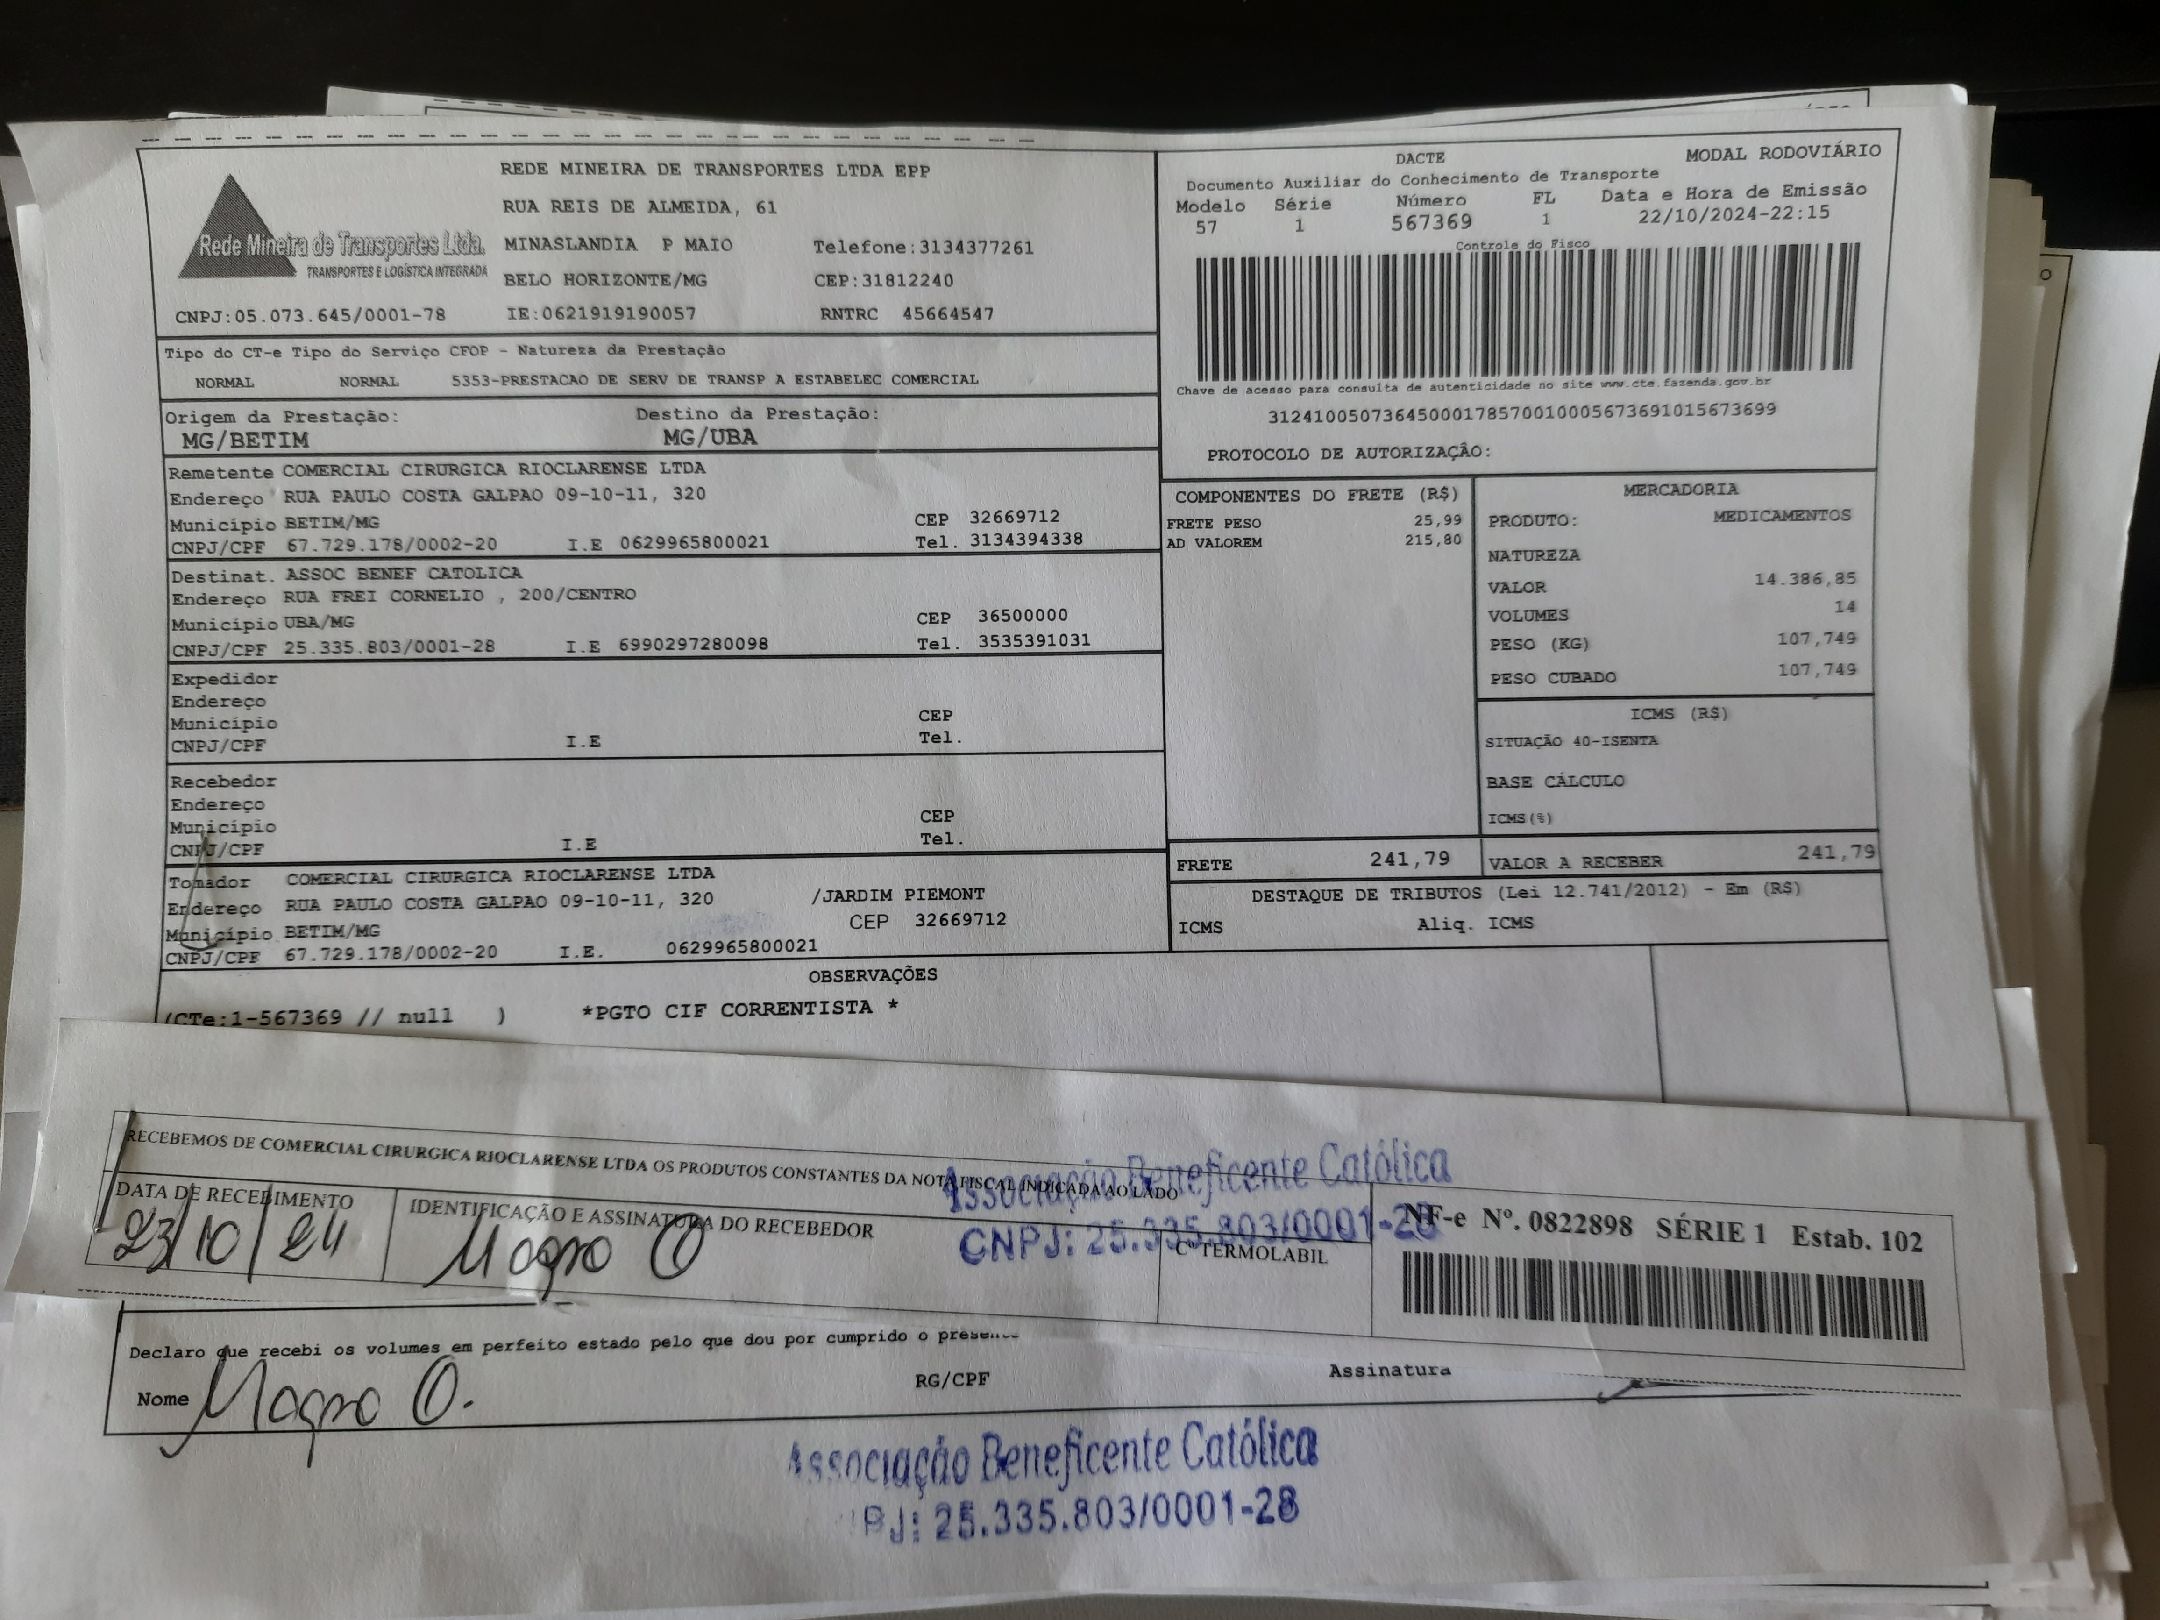 REDE MINEIRA DE TRANSPORTES LTDA EPP
RUA REIS DE ALMEIDA, 61
Rede Mineira de Transportes Ltda.
TRANSPORTES E LOGÍSTICA INTEGRADA
MINASLANDIA P MAIO Telefone:3134377261
BELO HORIZONTE/MG CEP:31812240
CNPJ:05.073.645/0001-78 IE:0621919190057 RNTRC 45664547
DACTE MODAL RODOVIÁRIO
Documento Auxiliar do Conhecimento de Transporte
Modelo Série Número FL Data e Hora de Emissão
57 1 567369 1 22/10/2024-22:15
Controle do Fisco
Chave de acesso para consulta de autenticidade no site www.cte.fazenda.gov.br
31241005073645000178570010005673691015673699
PROTOCOLO DE AUTORIZAÇÃO:
Tipo do CT-e Tipo do Serviço CFOP - Natureza da Prestação
NORMAL NORMAL 5353-PRESTACAO DE SERV DE TRANSP A ESTABELEC COMERCIAL
Origem da Prestação: Destino da Prestação:
MG/BETIM MG/UBA
Remetente COMERCIAL CIRURGICA RIOCLARENSE LTDA
Endereço RUA PAULO COSTA GALPAO 09-10-11, 320
Município BETIM/MG CEP 32669712
CNPJ/CPF 67.729.178/0002-20 I.E 0629965800021 Tel. 3134394338
Destinat. ASSOC BENEF CATOLICA
Endereço RUA FREI CORNELIO , 200/CENTRO
Município UBA/MG CEP 36500000
CNPJ/CPF 25.335.803/0001-28 I.E 6990297280098 Tel. 3535391031
Expedidor
Endereço
Município CEP
CNPJ/CPF I.E Tel.
Recebedor
Endereço
Município CEP
CNPJ/CPF I.E Tel.
Tomador COMERCIAL CIRURGICA RIOCLARENSE LTDA
Endereço RUA PAULO COSTA GALPAO 09-10-11, 320 /JARDIM PIEMONT
Município BETIM/MG CEP 32669712
CNPJ/CPF 67.729.178/0002-20 I.E. 0629965800021
COMPONENTES DO FRETE (R$)
FRETE PESO 25,99
AD VALOREM 215,80
MERCADORIA
PRODUTO: MEDICAMENTOS
NATUREZA
VALOR 14.386,85
VOLUMES 14
PESO (KG) 107,749
PESO CUBADO 107,749
ICMS (R$)
SITUAÇÃO 40-ISENTA
BASE CÁLCULO
ICMS(%)
FRETE 241,79 VALOR A RECEBER 241,79
DESTAQUE DE TRIBUTOS (Lei 12.741/2012) - Em (R$)
ICMS Aliq. ICMS
OBSERVAÇÕES
(CTe:1-567369 // null ) *PGTO CIF CORRENTISTA *
RECEBEMOS DE COMERCIAL CIRURGICA RIOCLARENSE LTDA OS PRODUTOS CONSTANTES DA NOTA FISCAL INDICADA AO LADO
Associação Beneficente Católica
CNPJ: 25.335.803/0001-28
DATA DE RECEBIMENTO IDENTIFICAÇÃO E ASSINATURA DO RECEBEDOR
23/10/24 Magno O
Cº TERMOLABIL
NF-e Nº. 0822898 SÉRIE 1 Estab. 102
Declaro que recebi os volumes em perfeito estado pelo que dou por cumprido o
Nome Magno O. RG/CPF Assinatura
Associação Beneficente Católica
PJ: 25.335.803/0001-28